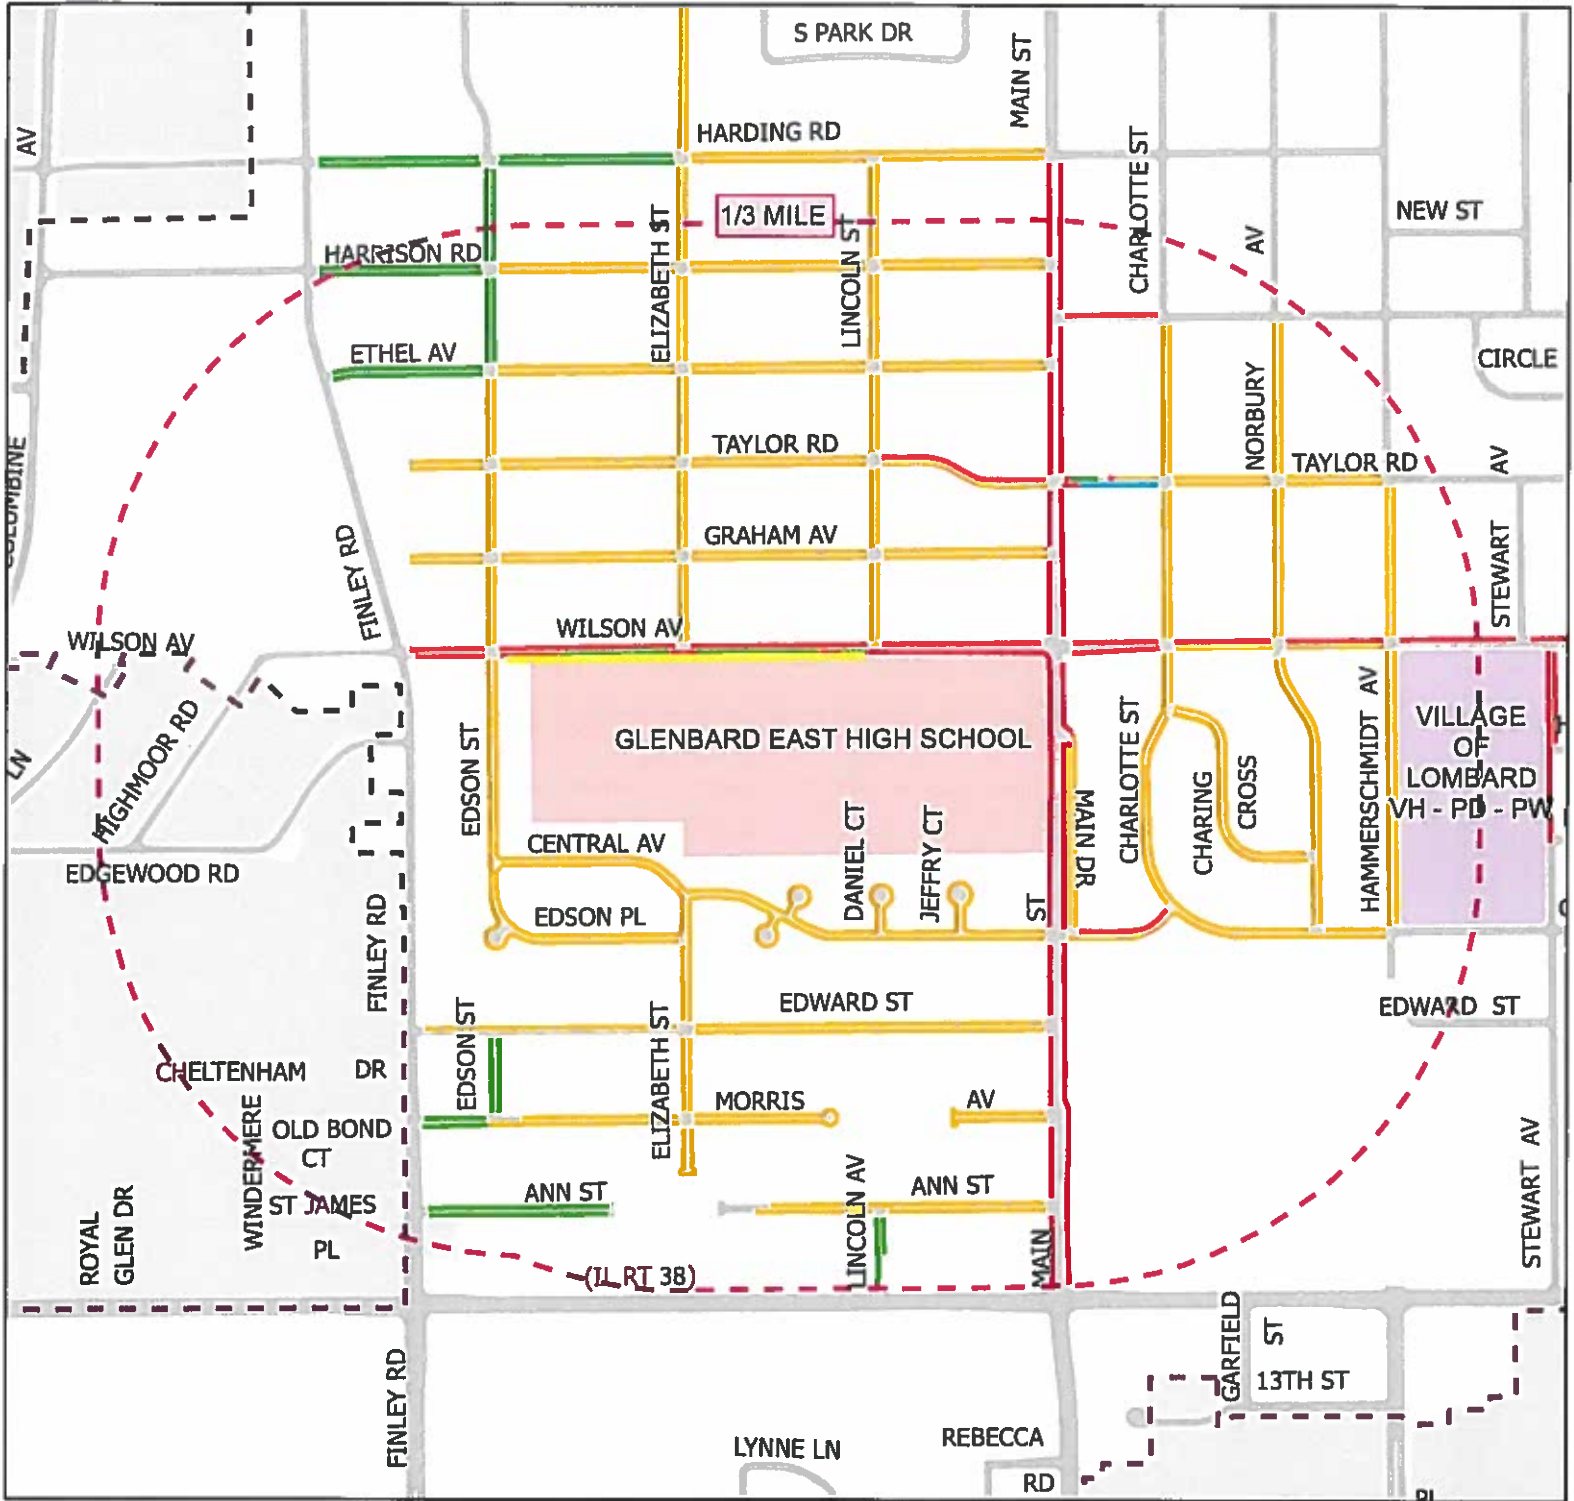 S PARK DR
MAIN ST
HARDING RD
AV
CHARLOTTE ST
1/3 MILE
NEW ST
HARRISON RD
ELIZABETH ST
LINCOLN ST
AV
ETHEL AV
CIRCLE
NORBURY
TAYLOR RD
TAYLOR RD
AV
COLUMBINE
GRAHAM AV
FINLEY RD
STEWART
WILSON AV
WILSON AV
HIGHMOOR RD
LN
EDSON ST
GLENBARD EAST HIGH SCHOOL
CHARLOTTE ST
CHARING
CROSS
HAMMERSCHMIDT AV
VILLAGE
OF
LOMBARD
VH - PD - PW
MAIN DR
DANIEL CT
JEFFRY CT
CENTRAL AV
EDGEWOOD RD
EDSON PL
ST
FINLEY RD
EDWARD ST
EDWARD ST
EDSON ST
ELIZABETH ST
CHELTENHAM DR
MORRIS AV
WINDERMERE
OLD BOND
CT
ANN ST
ANN ST
LINCOLN AV
STEWART AV
ST JAMES
PL
ROYAL
GLEN DR
MAIN
(IL RT 38)
GARFIELD
ST
13TH ST
FINLEY RD
LYNNE LN
REBECCA
RD
PL